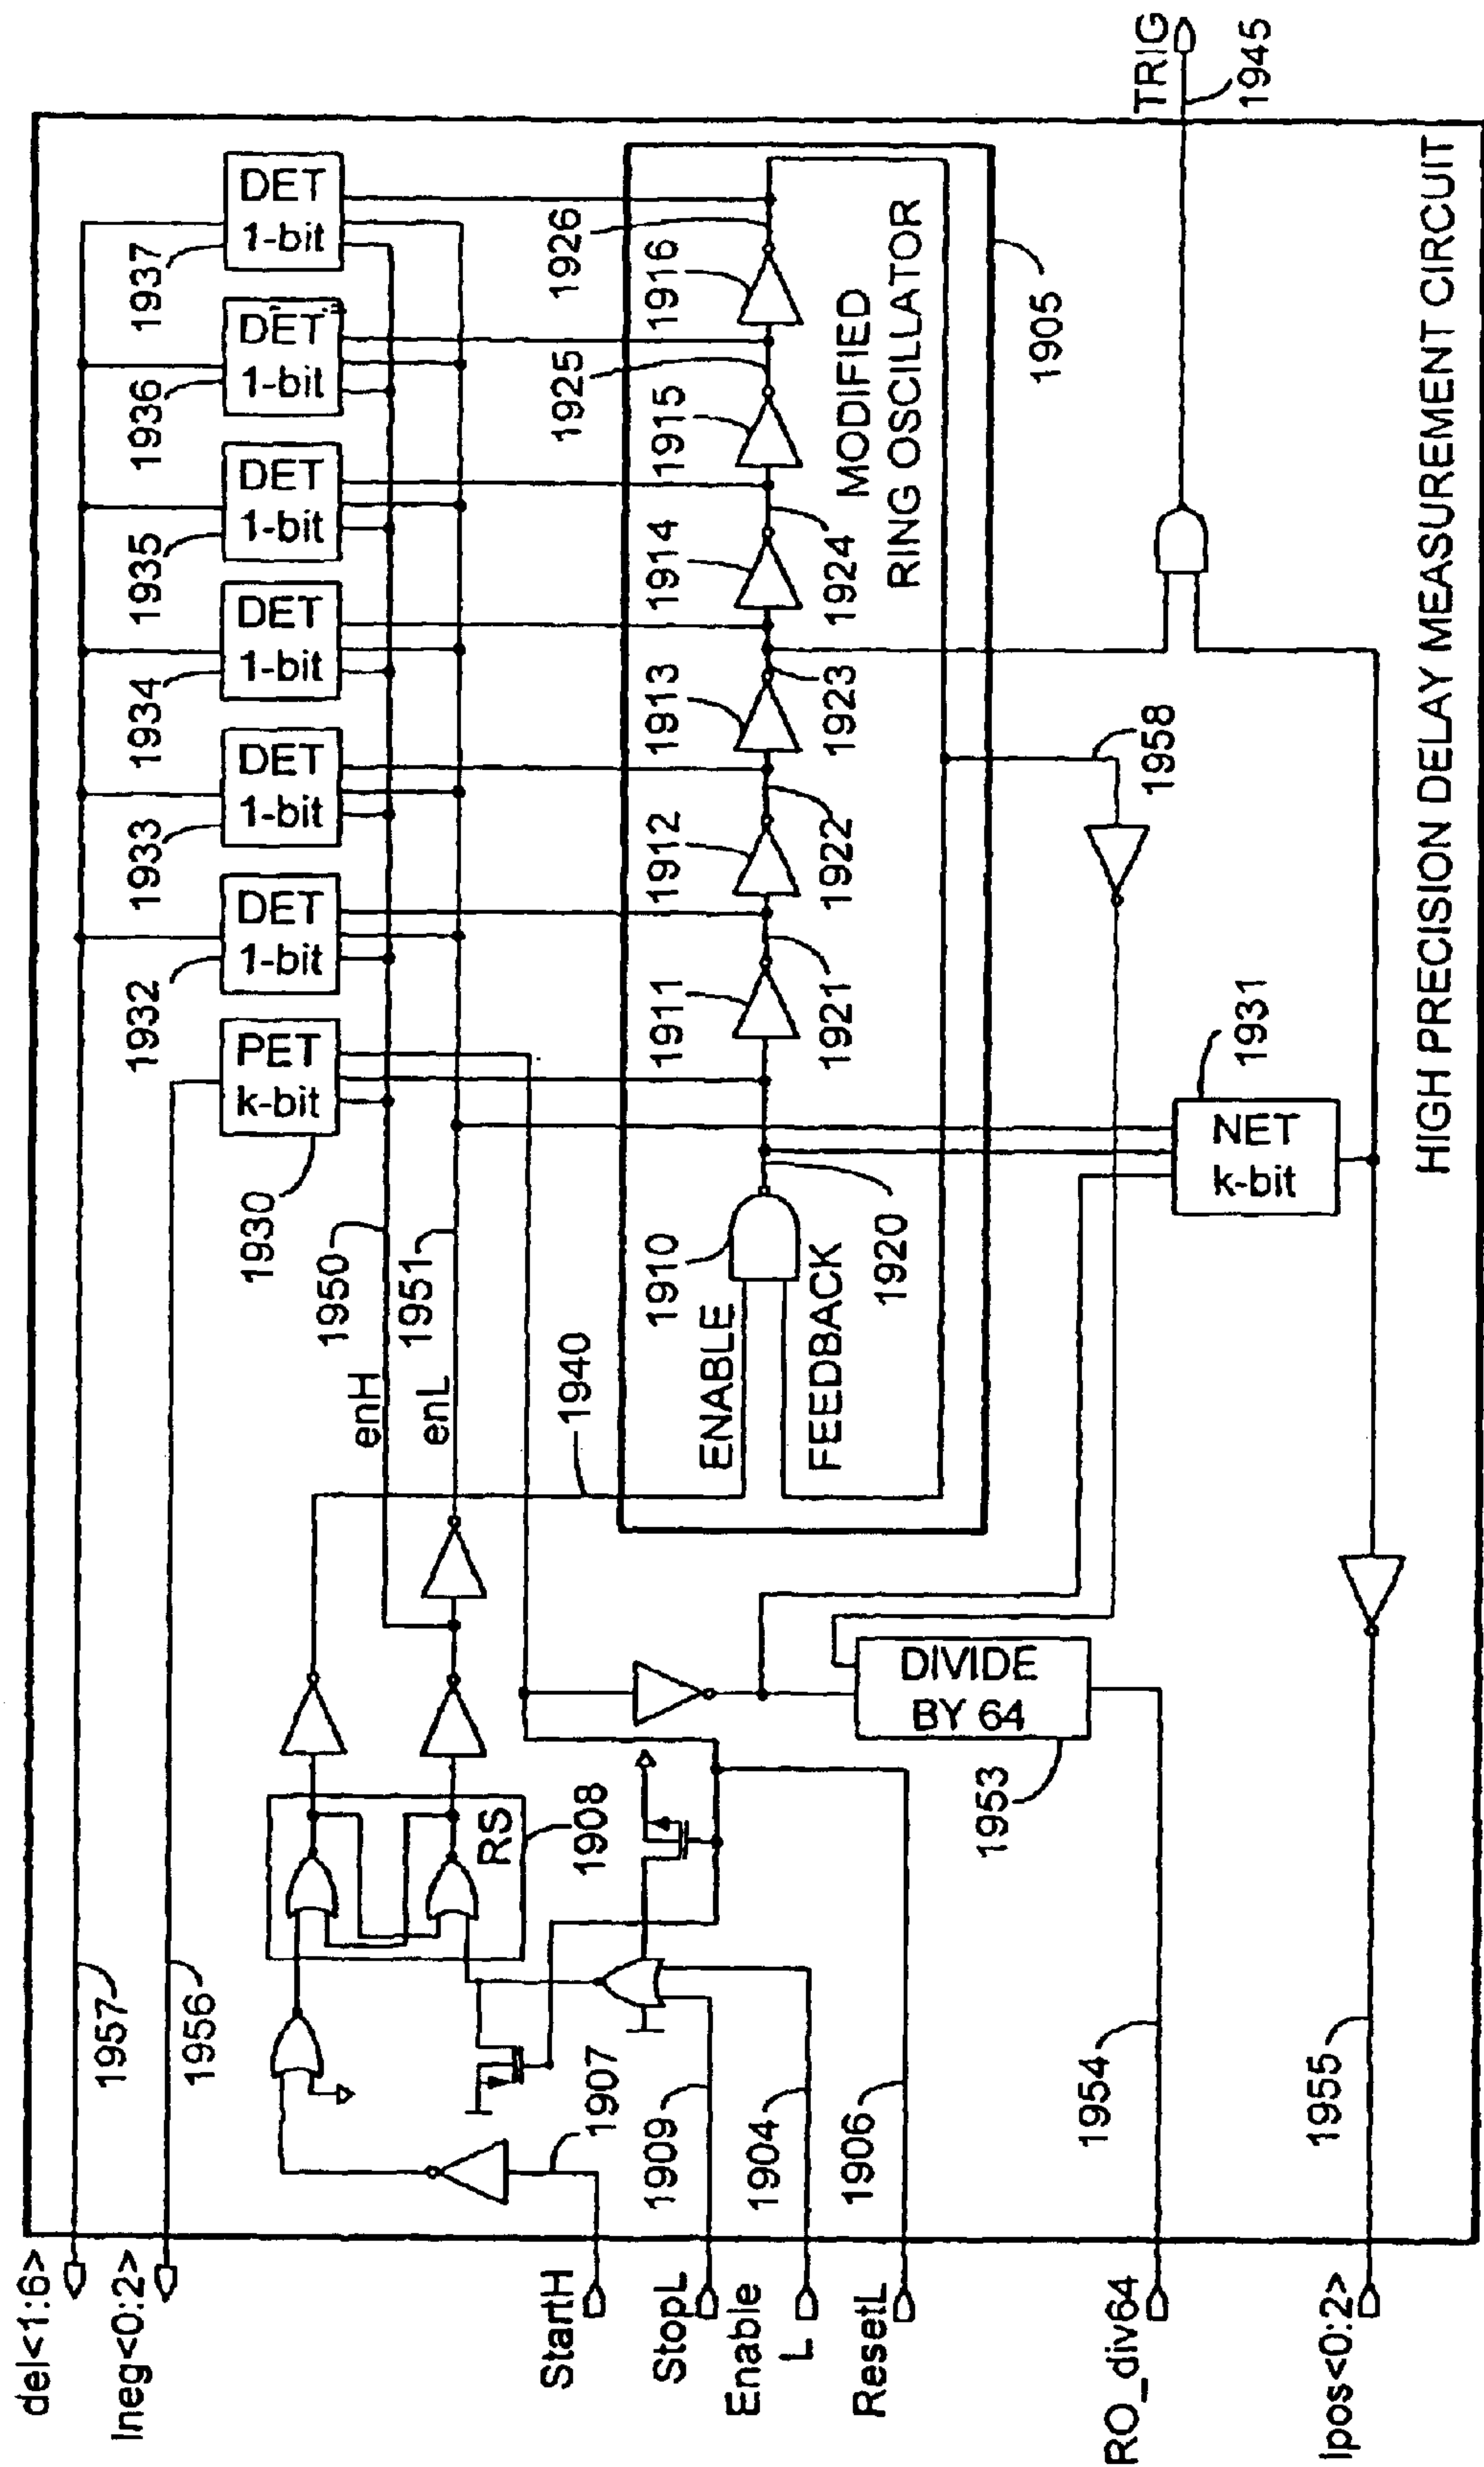 del<1:6>
Ineg<0:2>
StartH
StopL
Enable
L
ResetL
RO_div64
Ipos<0:2>
1957
1956
1907
1909
1904
1906
1954
1955
RS
1908
DIVIDE
BY 64
1953
enH
1950
enL
1951
1940
PET
k-bit
1930
DET
1-bit
1932
DET
1-bit
1933
DET
1-bit
1934
DET
1-bit
1935
DET
1-bit
1936
DET
1-bit
1937
ENABLE
FEEDBACK
1910
1920
1911
1921
1912
1922
1913
1923
1914
1924
1915
1925
1916
1926
MODIFIED
RING OSCILLATOR
1905
1958
NET
k-bit
1931
TRIG
1945
HIGH PRECISION DELAY MEASUREMENT CIRCUIT